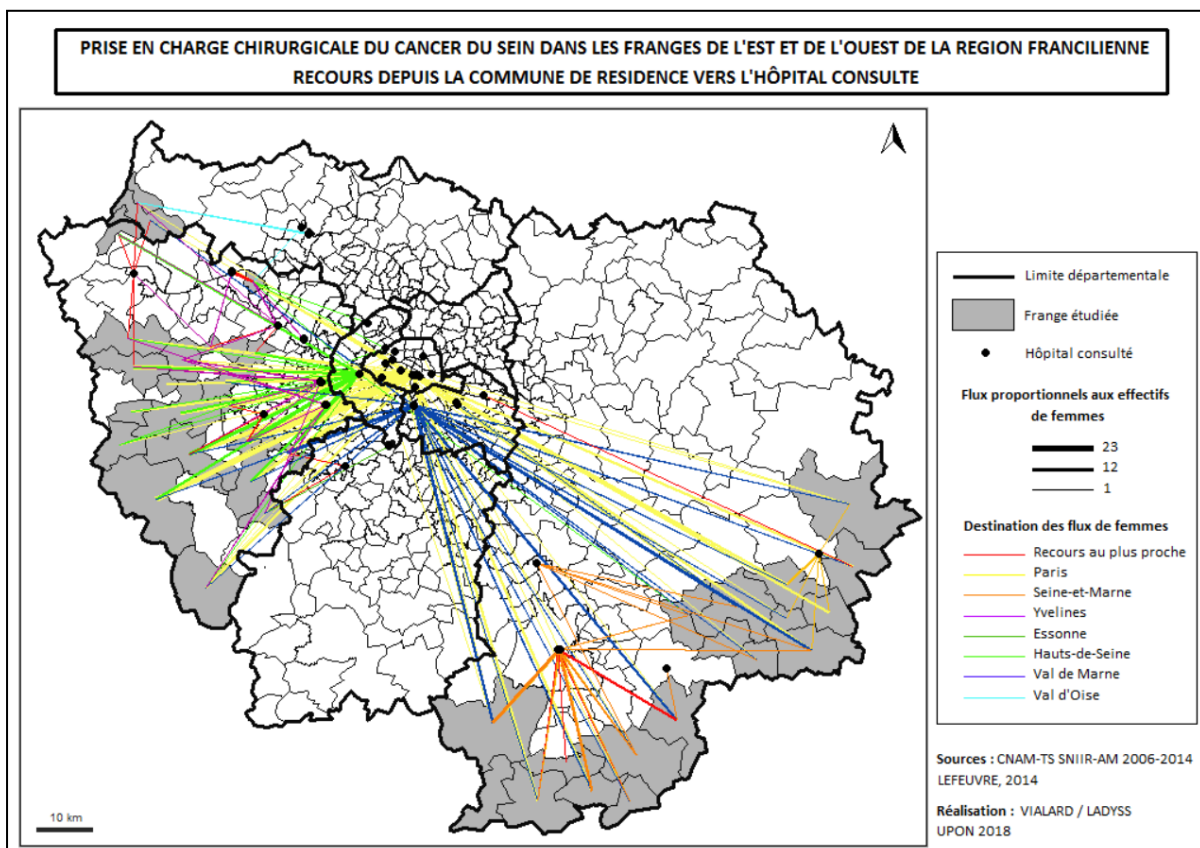 PRISE EN CHARGE CHIRURGICALE DU CANCER DU SEIN DANS LES FRANGES DE L'EST ET DE L'OUEST DE LA REGION FRANCILIENNE
RECOURS DEPUIS LA COMMUNE DE RESIDENCE VERS L'HÔPITAL CONSULTE
Limite départementale
Frange étudiée
Hôpital consulté
Flux proportionnels aux effectifs
de femmes
23
12
1
Destination des flux de femmes
Recours au plus proche
Paris
Seine-et-Marne
Yvelines
Essonne
Hauts-de-Seine
Val de Marne
Val d'Oise
Sources : CNAM-TS SNIIR-AM 2006-2014
LEFEUVRE, 2014
Réalisation : VIALARD / LADYSS
UPON 2018
10 km